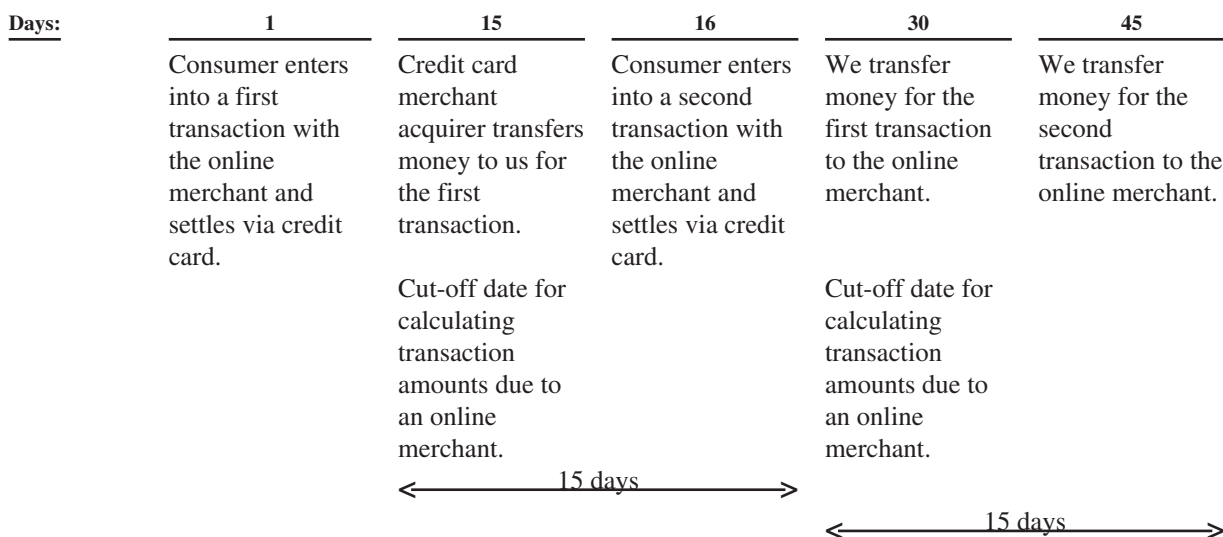 Days: 1 15 16 30 45
Consumer enters
into a first
transaction with
the online
merchant and
settles via credit
card.
Credit card
merchant
acquirer transfers
money to us for
the first
transaction.
Consumer enters
into a second
transaction with
the online
merchant and
settles via credit
card.
We transfer
money for the
first transaction
to the online
merchant.
We transfer
money for the
second
transaction to the
online merchant.
Cut-off date for
calculating
transaction
amounts due to
an online
merchant.
Cut-off date for
calculating
transaction
amounts due to
an online
merchant.
15 days
15 days